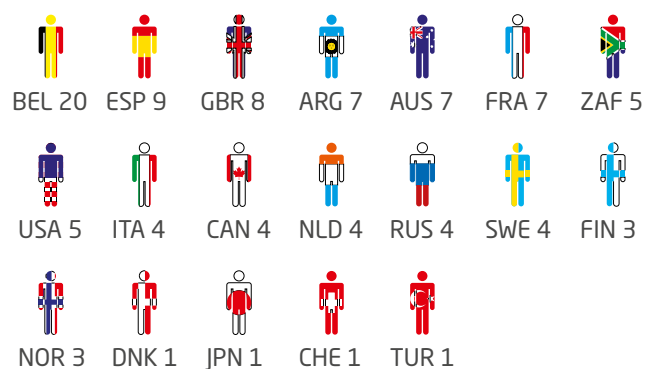 BEL 20 ESP 9 GBR 8 ARG 7 AUS 7 FRA 7 ZAF 5
USA 5 ITA 4 CAN 4 NLD 4 RUS 4 SWE 4 FIN 3
NOR 3 DNK 1 JPN 1 CHE 1 TUR 1